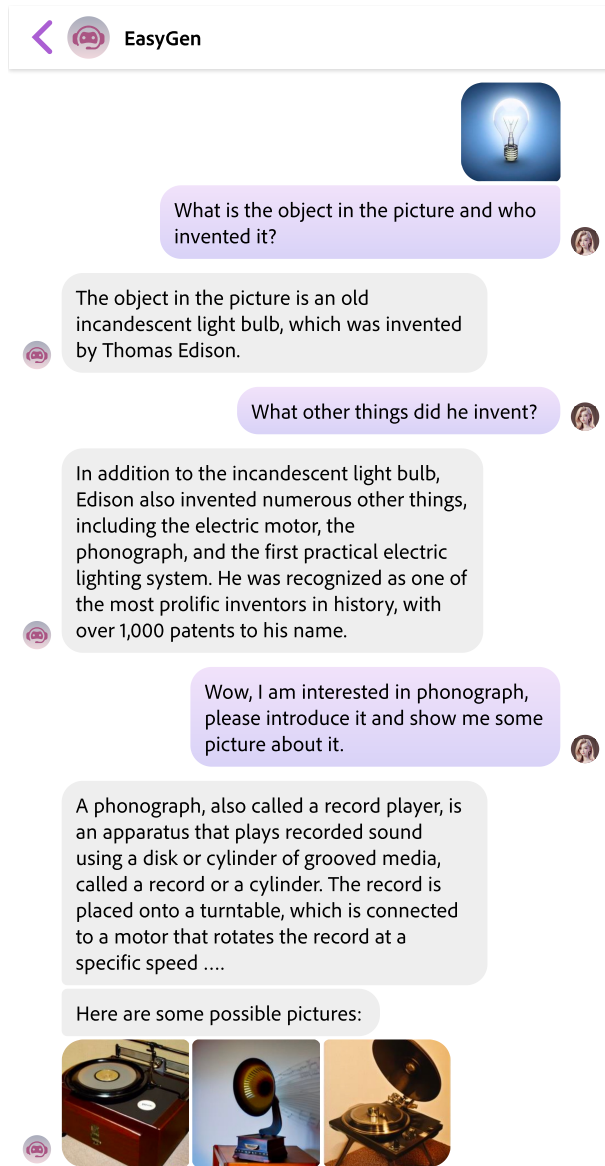 EasyGen
What is the object in the picture and who
invented it?
The object in the picture is an old
incandescent light bulb, which was invented
by Thomas Edison.
What other things did he invent?
In addition to the incandescent light bulb,
Edison also invented numerous other things,
including the electric motor, the
phonograph, and the first practical electric
lighting system. He was recognized as one of
the most prolific inventors in history, with
over 1,000 patents to his name.
Wow, I am interested in phonograph,
please introduce it and show me some
picture about it.
A phonograph, also called a record player, is
an apparatus that plays recorded sound
using a disk or cylinder of grooved media,
called a record or a cylinder. The record is
placed onto a turntable, which is connected
to a motor that rotates the record at a
specific speed ....
Here are some possible pictures: